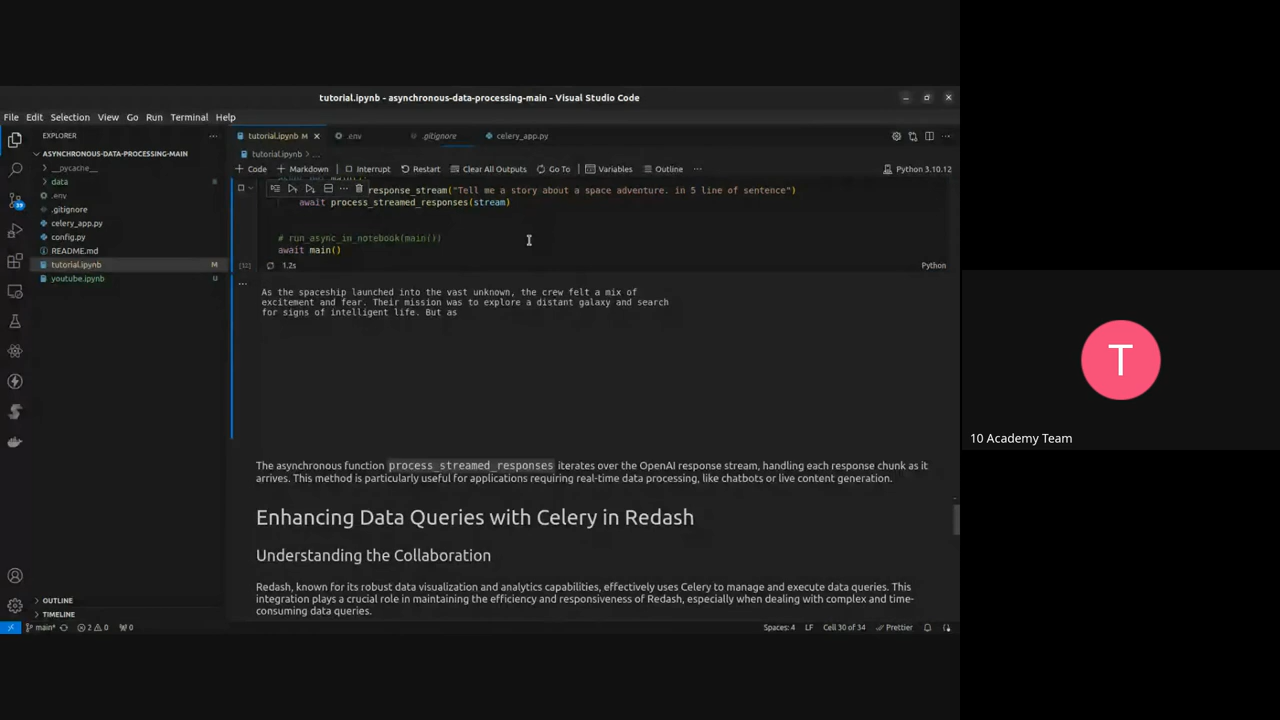 tutorial.ipynb - asynchronous-data-processing-main - Visual Studio Code
File Edit Selection View Go Run Terminal Help
EXPLORER
ASYNCHRONOUS-DATA-PROCESSING-MAIN
__pycache__
data
.env
.gitignore
celery_app.py
config.py
README.md
tutorial.ipynb M
youtube.ipynb U
OUTLINE
TIMELINE
tutorial.ipynb M .env .gitignore celery_app.py
tutorial.ipynb > ...
+ Code + Markdown Interrupt Restart Clear All Outputs Go To Variables Outline ... Python 3.10.12
response_stream("Tell me a story about a space adventure. in 5 line of sentence")
await process_streamed_responses(stream)
# run_async_in_notebook(main())
await main()
[12] 1.2s Python
As the spaceship launched into the vast unknown, the crew felt a mix of
excitement and fear. Their mission was to explore a distant galaxy and search
for signs of intelligent life. But as
The asynchronous function process_streamed_responses iterates over the OpenAI response stream, handling each response chunk as it
arrives. This method is particularly useful for applications requiring real-time data processing, like chatbots or live content generation.
Enhancing Data Queries with Celery in Redash
Understanding the Collaboration
Redash, known for its robust data visualization and analytics capabilities, effectively uses Celery to manage and execute data queries. This
integration plays a crucial role in maintaining the efficiency and responsiveness of Redash, especially when dealing with complex and time-
consuming data queries.
main* 2 0 0 Spaces: 4 LF Cell 30 of 34 Prettier
T
10 Academy Team